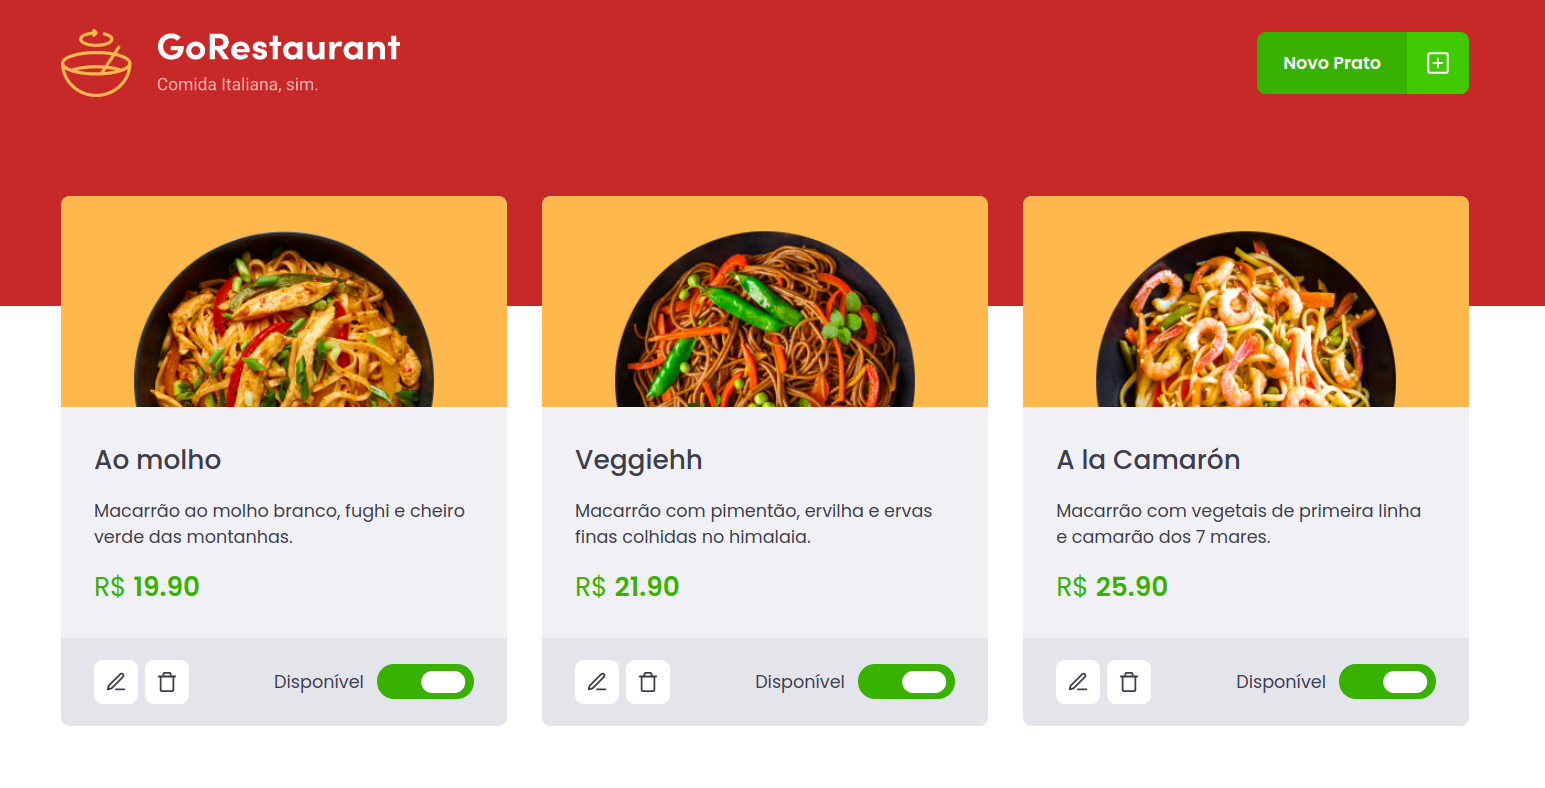 GoRestaurant
Comida Italiana, sim.
Novo Prato
Ao molho
Macarrão ao molho branco, fughi e cheiro
verde das montanhas.
R$ 19.90
Disponível
Veggiehh
Macarrão com pimentão, ervilha e ervas
finas colhidas no himalaia.
R$ 21.90
Disponível
A la Camarón
Macarrão com vegetais de primeira linha
e camarão dos 7 mares.
R$ 25.90
Disponível